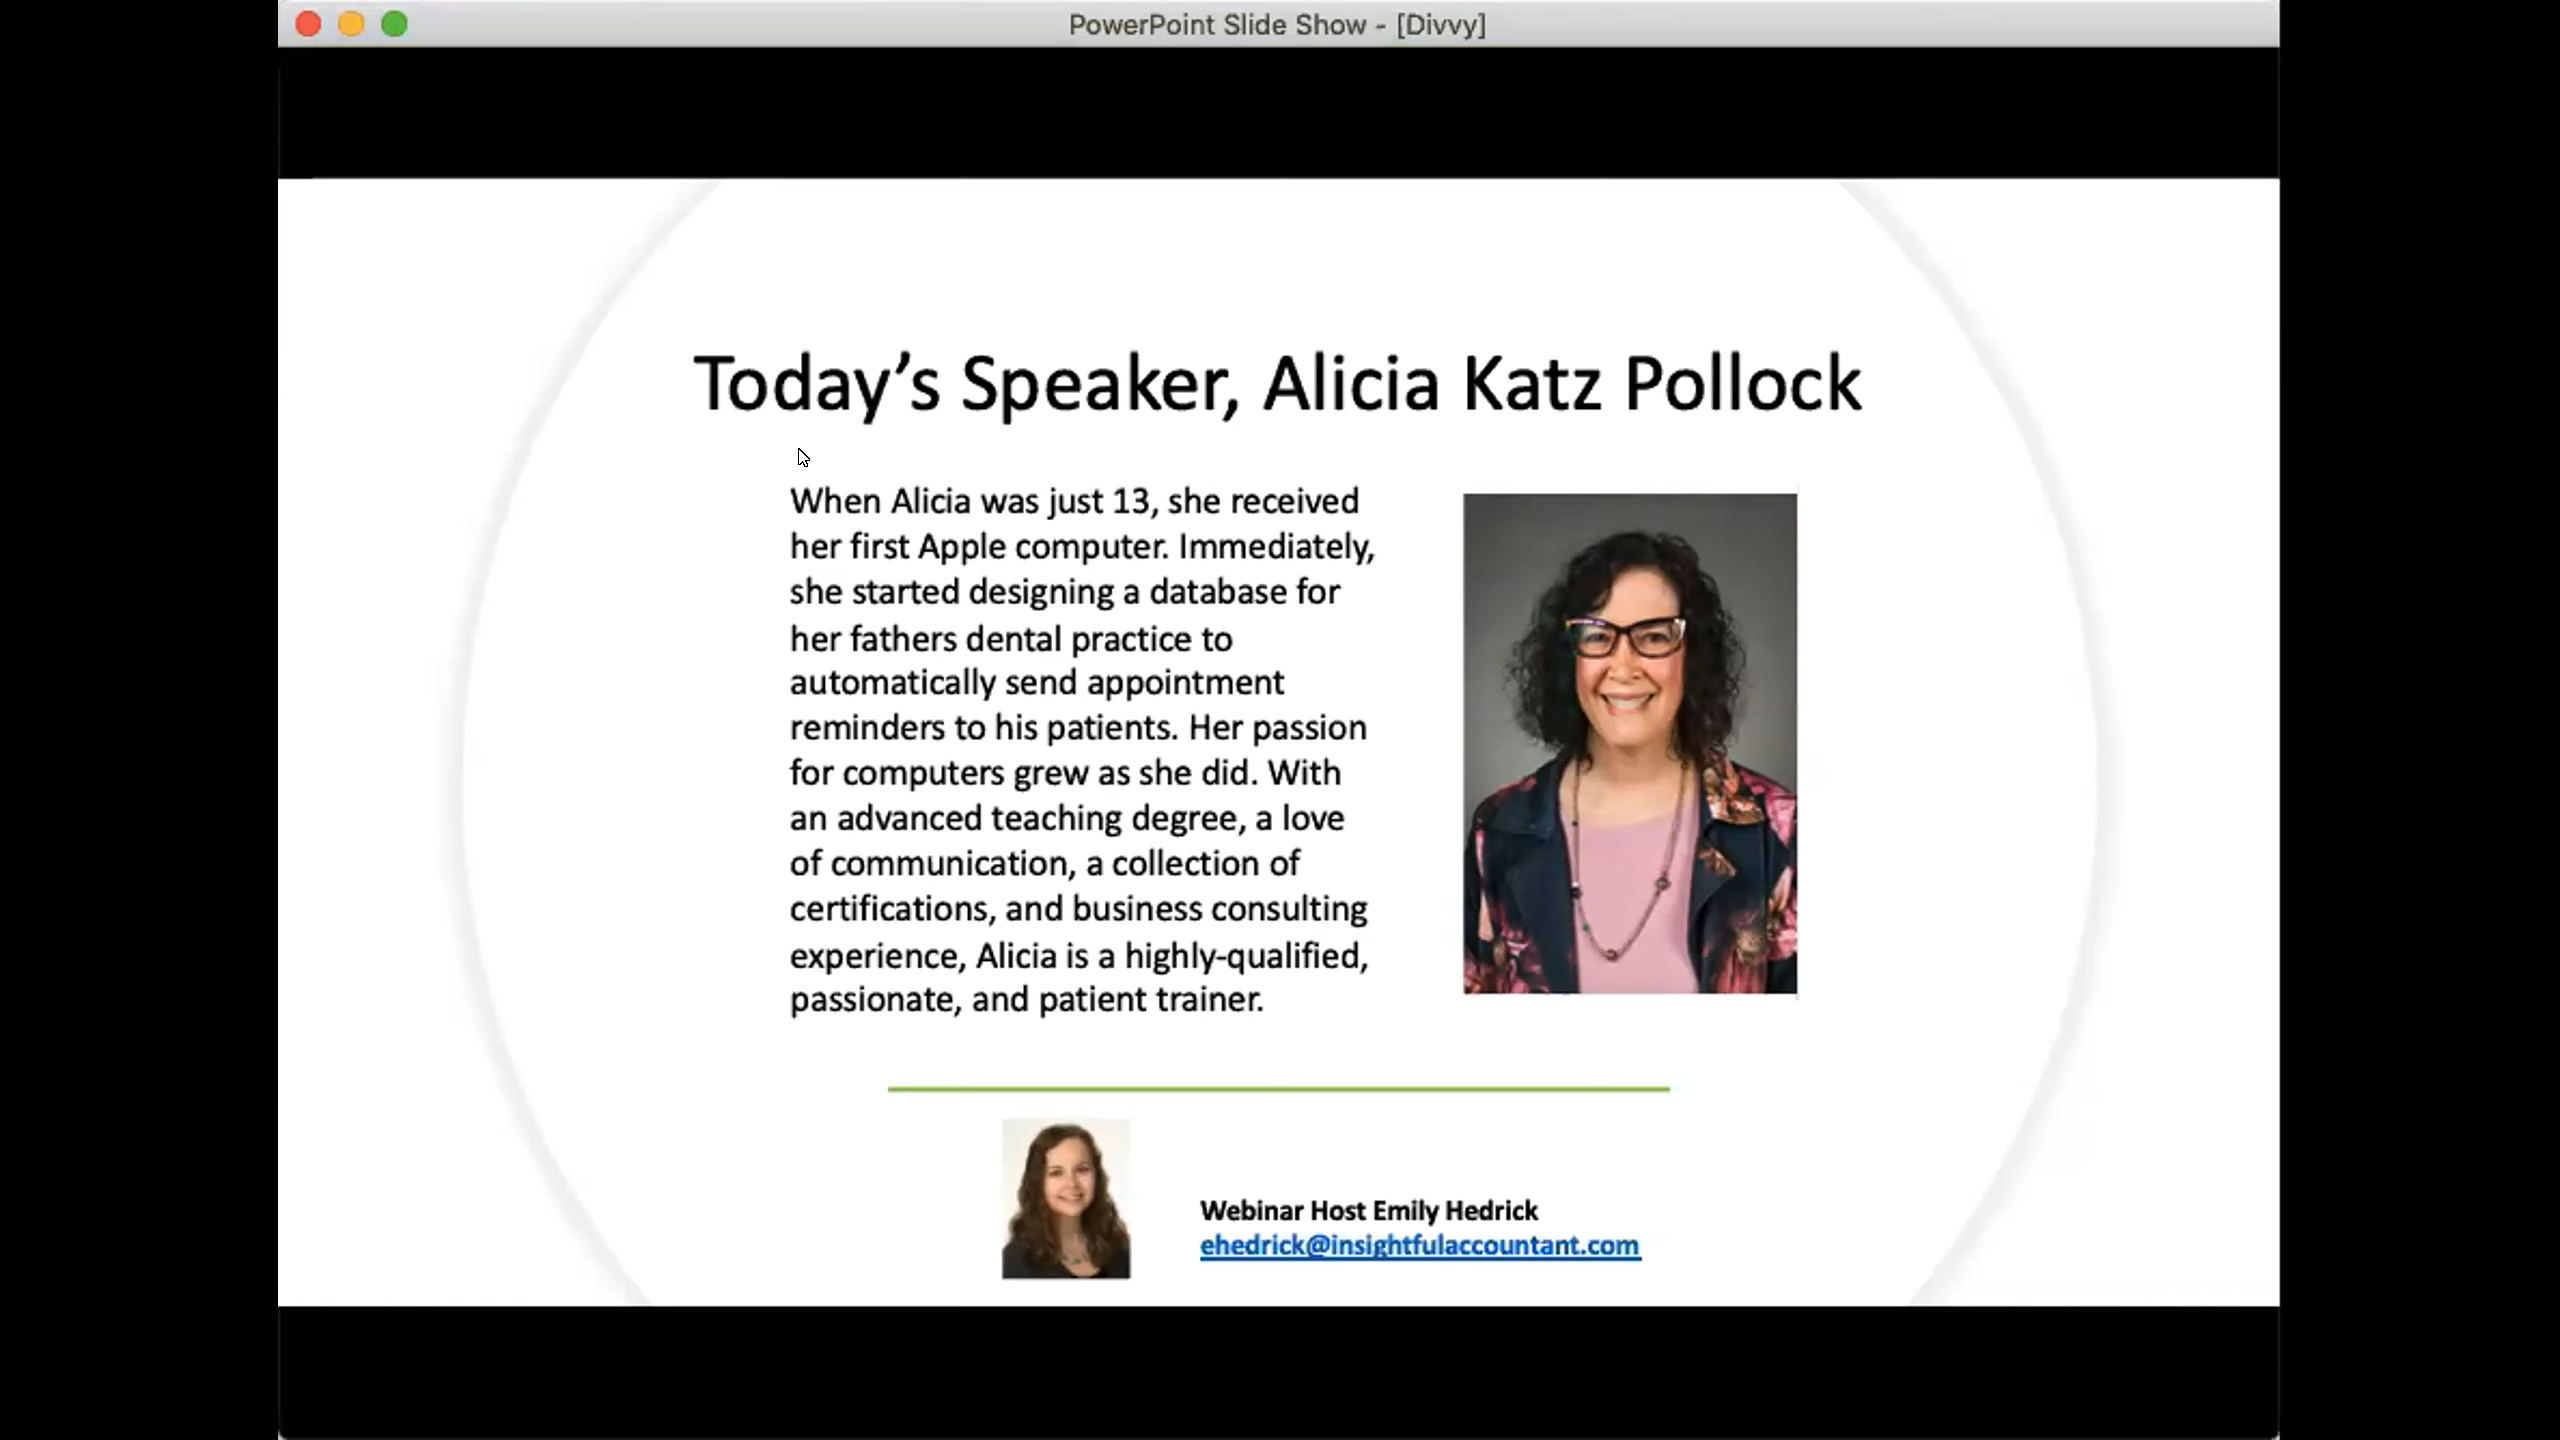 PowerPoint Slide Show - [Divvy]
Today’s Speaker, Alicia Katz Pollock
When Alicia was just 13, she received
her first Apple computer. Immediately,
she started designing a database for
her fathers dental practice to
automatically send appointment
reminders to his patients. Her passion
for computers grew as she did. With
an advanced teaching degree, a love
of communication, a collection of
certifications, and business consulting
experience, Alicia is a highly-qualified,
passionate, and patient trainer.
Webinar Host Emily Hedrick
ehedrick@insightfulaccountant.com